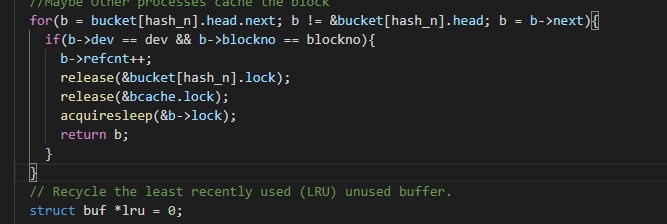 //Maybe Other processes cache the block
for(b = bucket[hash_n].head.next; b != &bucket[hash_n].head; b = b->next){
if(b->dev == dev && b->blockno == blockno){
b->refcnt++;
release(&bucket[hash_n].lock);
release(&bcache.lock);
acquiresleep(&b->lock);
return b;
}
}
// Recycle the least recently used (LRU) unused buffer.
struct buf *lru = 0;